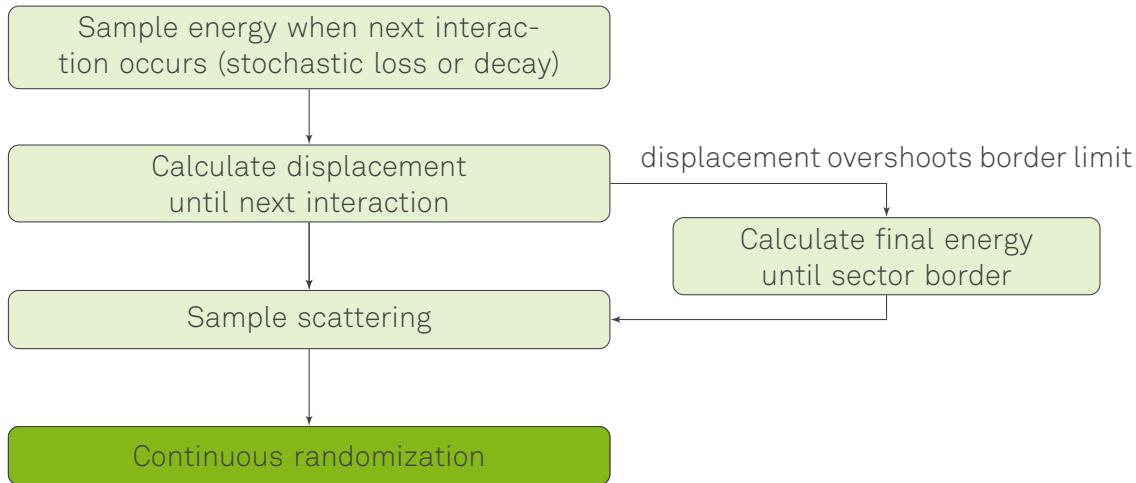 Sample energy when next interac-
tion occurs (stochastic loss or decay)
Calculate displacement
until next interaction
displacement overshoots border limit
Calculate final energy
until sector border
Sample scattering
Continuous randomization